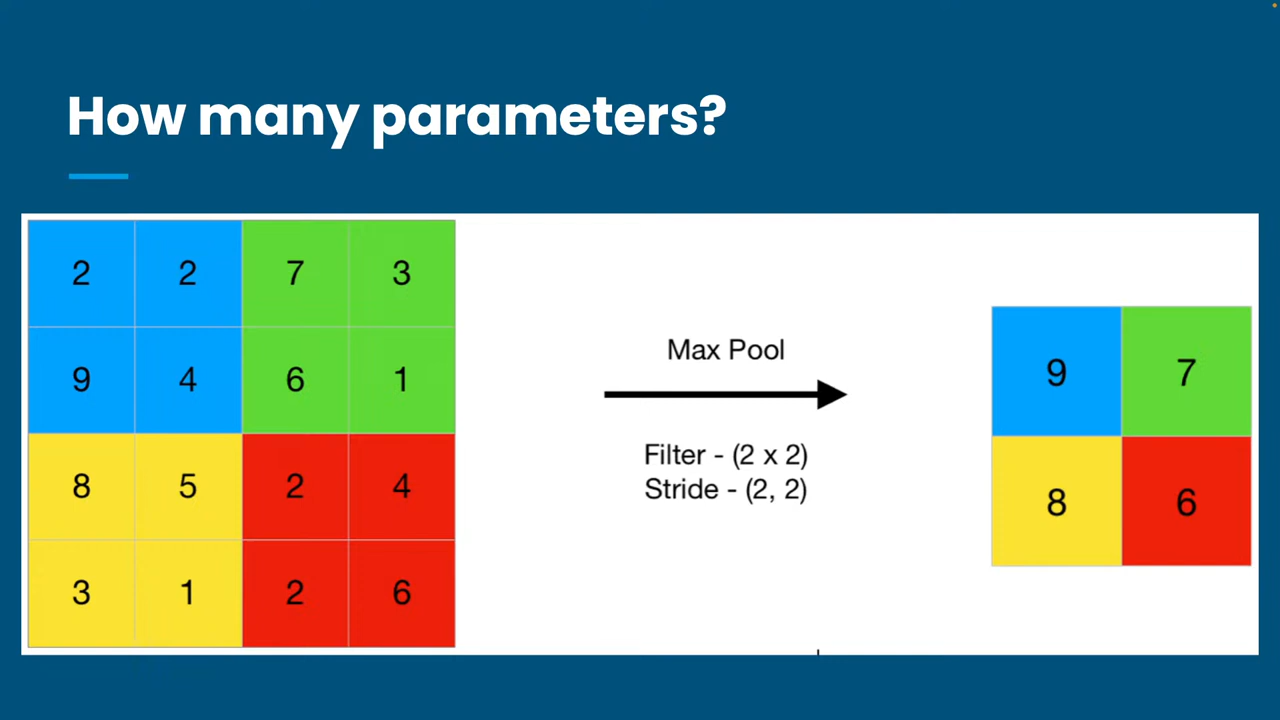 How many parameters?
2 2 7 3
9 4 6 1
8 5 2 4
3 1 2 6
Max Pool
Filter - (2 x 2)
Stride - (2, 2)
9 7
8 6